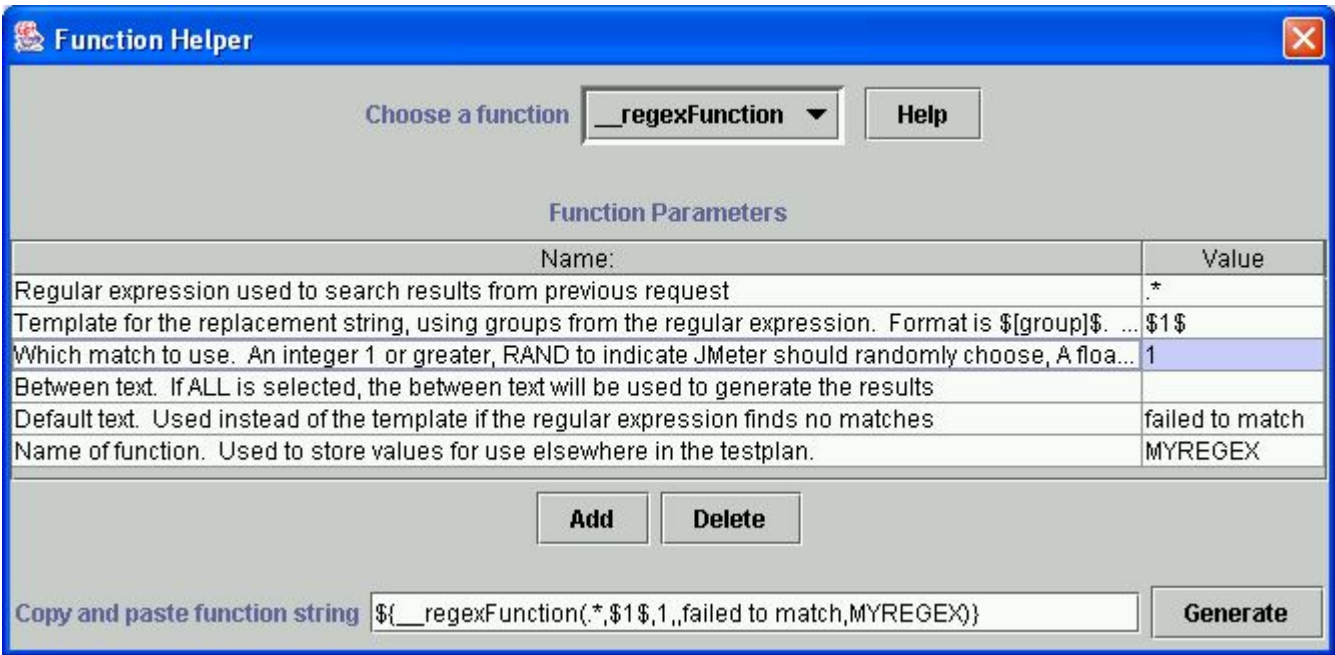 Function Helper
Choose a function __regexFunction Help
Function Parameters
Name: Value
Regular expression used to search results from previous request .*
Template for the replacement string, using groups from the regular expression.  Format is $[group]$.  ... $1$
Which match to use.  An integer 1 or greater, RAND to indicate JMeter should randomly choose, A floa... 1
Between text.  If ALL is selected, the between text will be used to generate the results
Default text.  Used instead of the template if the regular expression finds no matches failed to match
Name of function.  Used to store values for use elsewhere in the testplan. MYREGEX
Add Delete
Copy and paste function string ${__regexFunction(.*,$1$,1,,failed to match,MYREGEX)} Generate